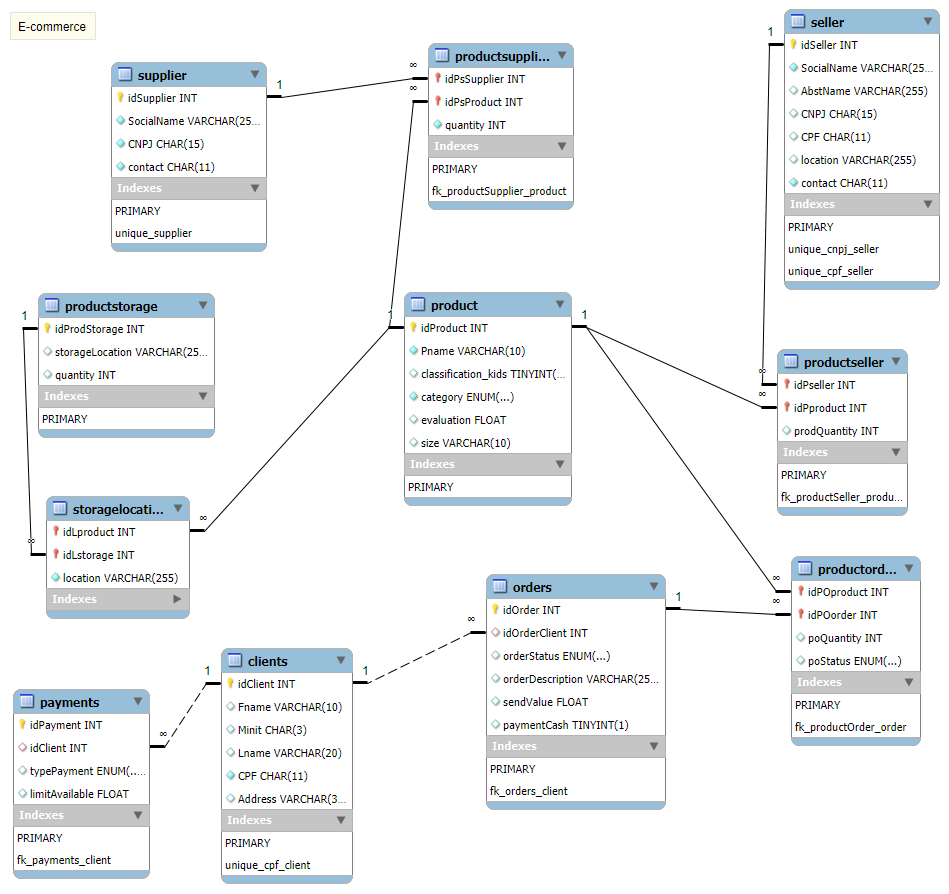 E-commerce
supplier
idSupplier INT
SocialName VARCHAR(25...
CNPJ CHAR(15)
contact CHAR(11)
Indexes
PRIMARY
unique_supplier
1
∞
∞
productsuppli...
idPsSupplier INT
idPsProduct INT
quantity INT
Indexes
PRIMARY
fk_productSupplier_product
1
seller
idSeller INT
SocialName VARCHAR(25...
AbstName VARCHAR(255)
CNPJ CHAR(15)
CPF CHAR(11)
location VARCHAR(255)
contact CHAR(11)
Indexes
PRIMARY
unique_cnpj_seller
unique_cpf_seller
1
productstorage
idProdStorage INT
storageLocation VARCHAR(25...
quantity INT
Indexes
PRIMARY
1
product
idProduct INT
Pname VARCHAR(10)
classification_kids TINYINT(...
category ENUM(...)
evaluation FLOAT
size VARCHAR(10)
Indexes
PRIMARY
1
∞
∞
productseller
idPseller INT
idPproduct INT
prodQuantity INT
Indexes
PRIMARY
fk_productSeller_produ...
∞
storagelocati...
idLproduct INT
idLstorage INT
location VARCHAR(255)
Indexes
∞
∞
∞
productord...
idPOproduct INT
idPOorder INT
poQuantity INT
poStatus ENUM(...)
Indexes
PRIMARY
fk_productOrder_order
∞
orders
idOrder INT
idOrderClient INT
orderStatus ENUM(...)
orderDescription VARCHAR(25...
sendValue FLOAT
paymentCash TINYINT(1)
Indexes
PRIMARY
fk_orders_client
1
1
clients
idClient INT
Fname VARCHAR(10)
Minit CHAR(3)
Lname VARCHAR(20)
CPF CHAR(11)
Address VARCHAR(3...
Indexes
PRIMARY
unique_cpf_client
1
payments
idPayment INT
idClient INT
typePayment ENUM(...
limitAvailable FLOAT
Indexes
PRIMARY
fk_payments_client
∞